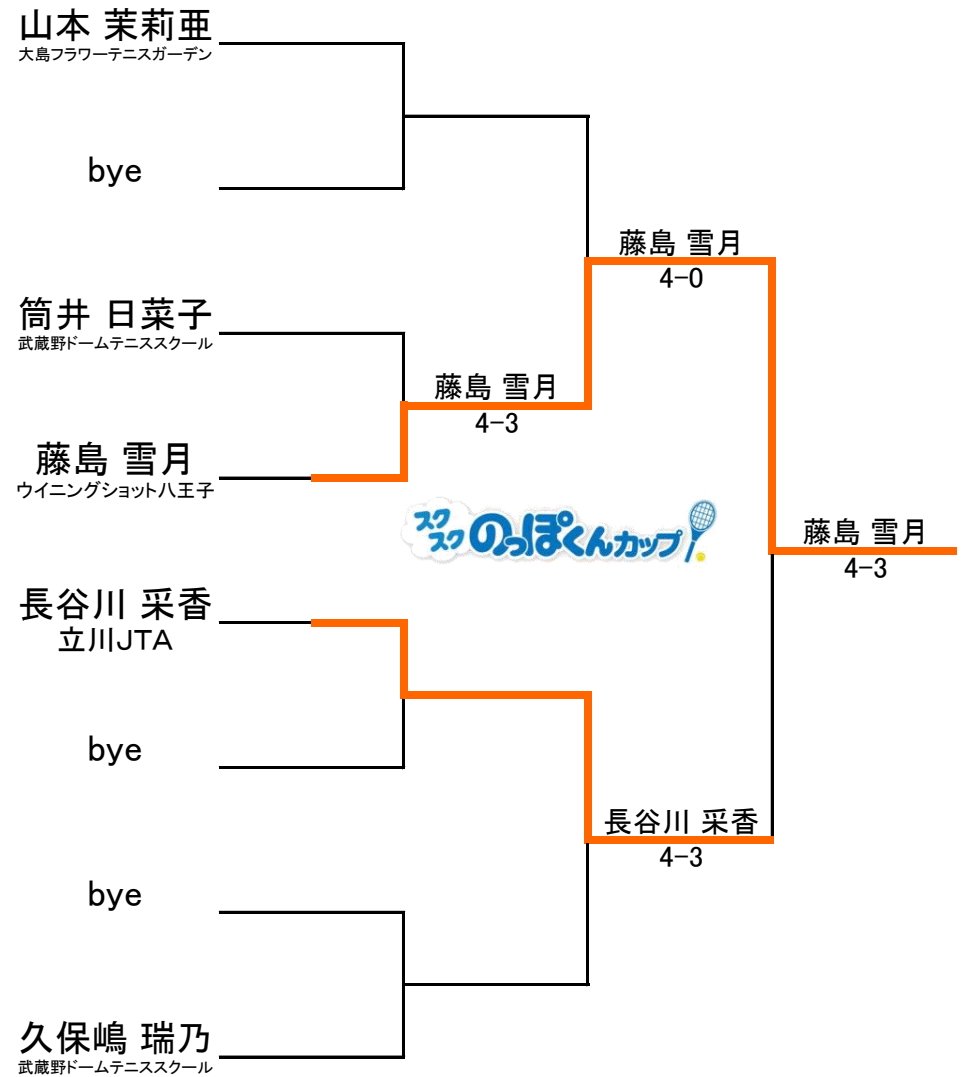 山本 茉莉亜
大島フラワーテニスガーデン
bye
藤島 雪月
4-0
筒井 日菜子
武蔵野ドームテニススクール
藤島 雪月
4-3
藤島 雪月
ウイニングショット八王子
スクスクのっぽくんカップ
藤島 雪月
4-3
長谷川 采香
立川JTA
bye
長谷川 采香
4-3
bye
久保嶋 瑞乃
武蔵野ドームテニススクール